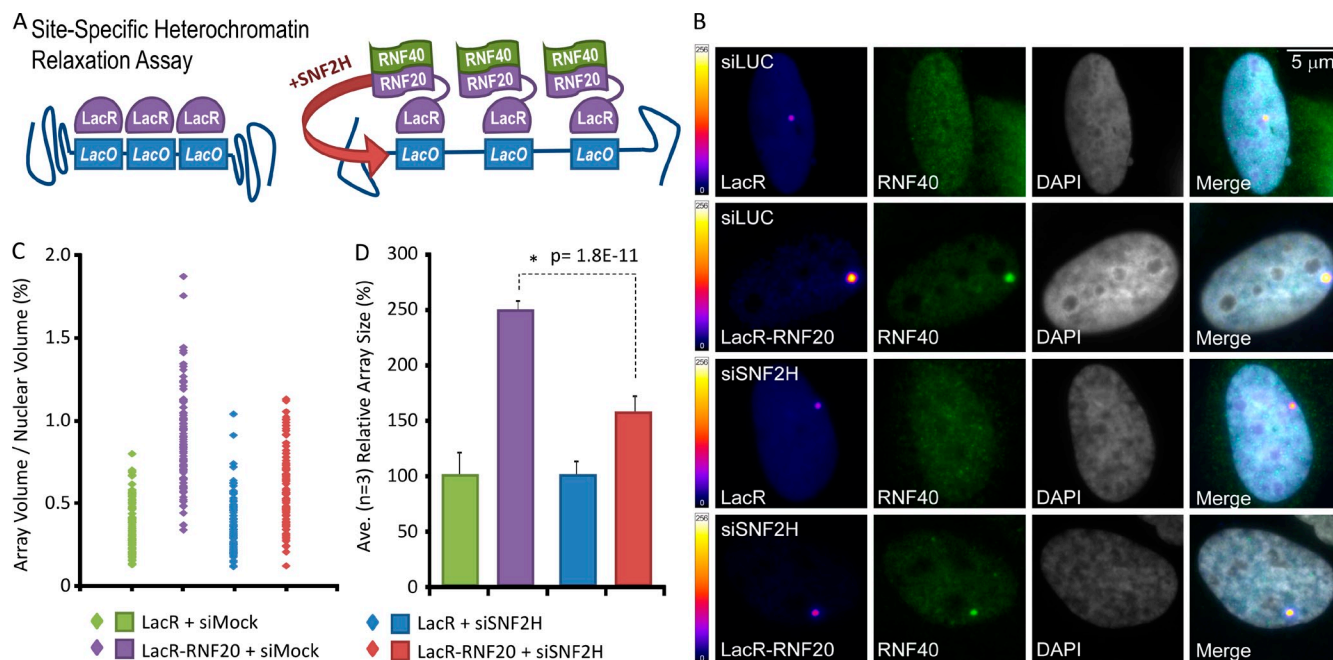 A Site-Specific Heterochromatin
Relaxation Assay
+SNF2H
RNF40 RNF40 RNF40
RNF20 RNF20 RNF20
LacR LacR LacR LacR LacR LacR
LacO LacO LacO LacO LacO LacO
B
256
0
siLUC
LacR
RNF40
DAPI
5 μm
Merge
256
0
siLUC
LacR-RNF20
RNF40
DAPI
Merge
256
0
siSNF2H
LacR
RNF40
DAPI
Merge
256
0
siSNF2H
LacR-RNF20
RNF40
DAPI
Merge
C
Array Volume / Nuclear Volume (%)
2.0
1.5
1.0
0.5
0
D
Ave. (n=3) Relative Array Size (%)
300
250
200
150
100
50
0
* p= 1.8E-11
LacR + siMock
LacR-RNF20 + siMock
LacR + siSNF2H
LacR-RNF20 + siSNF2H